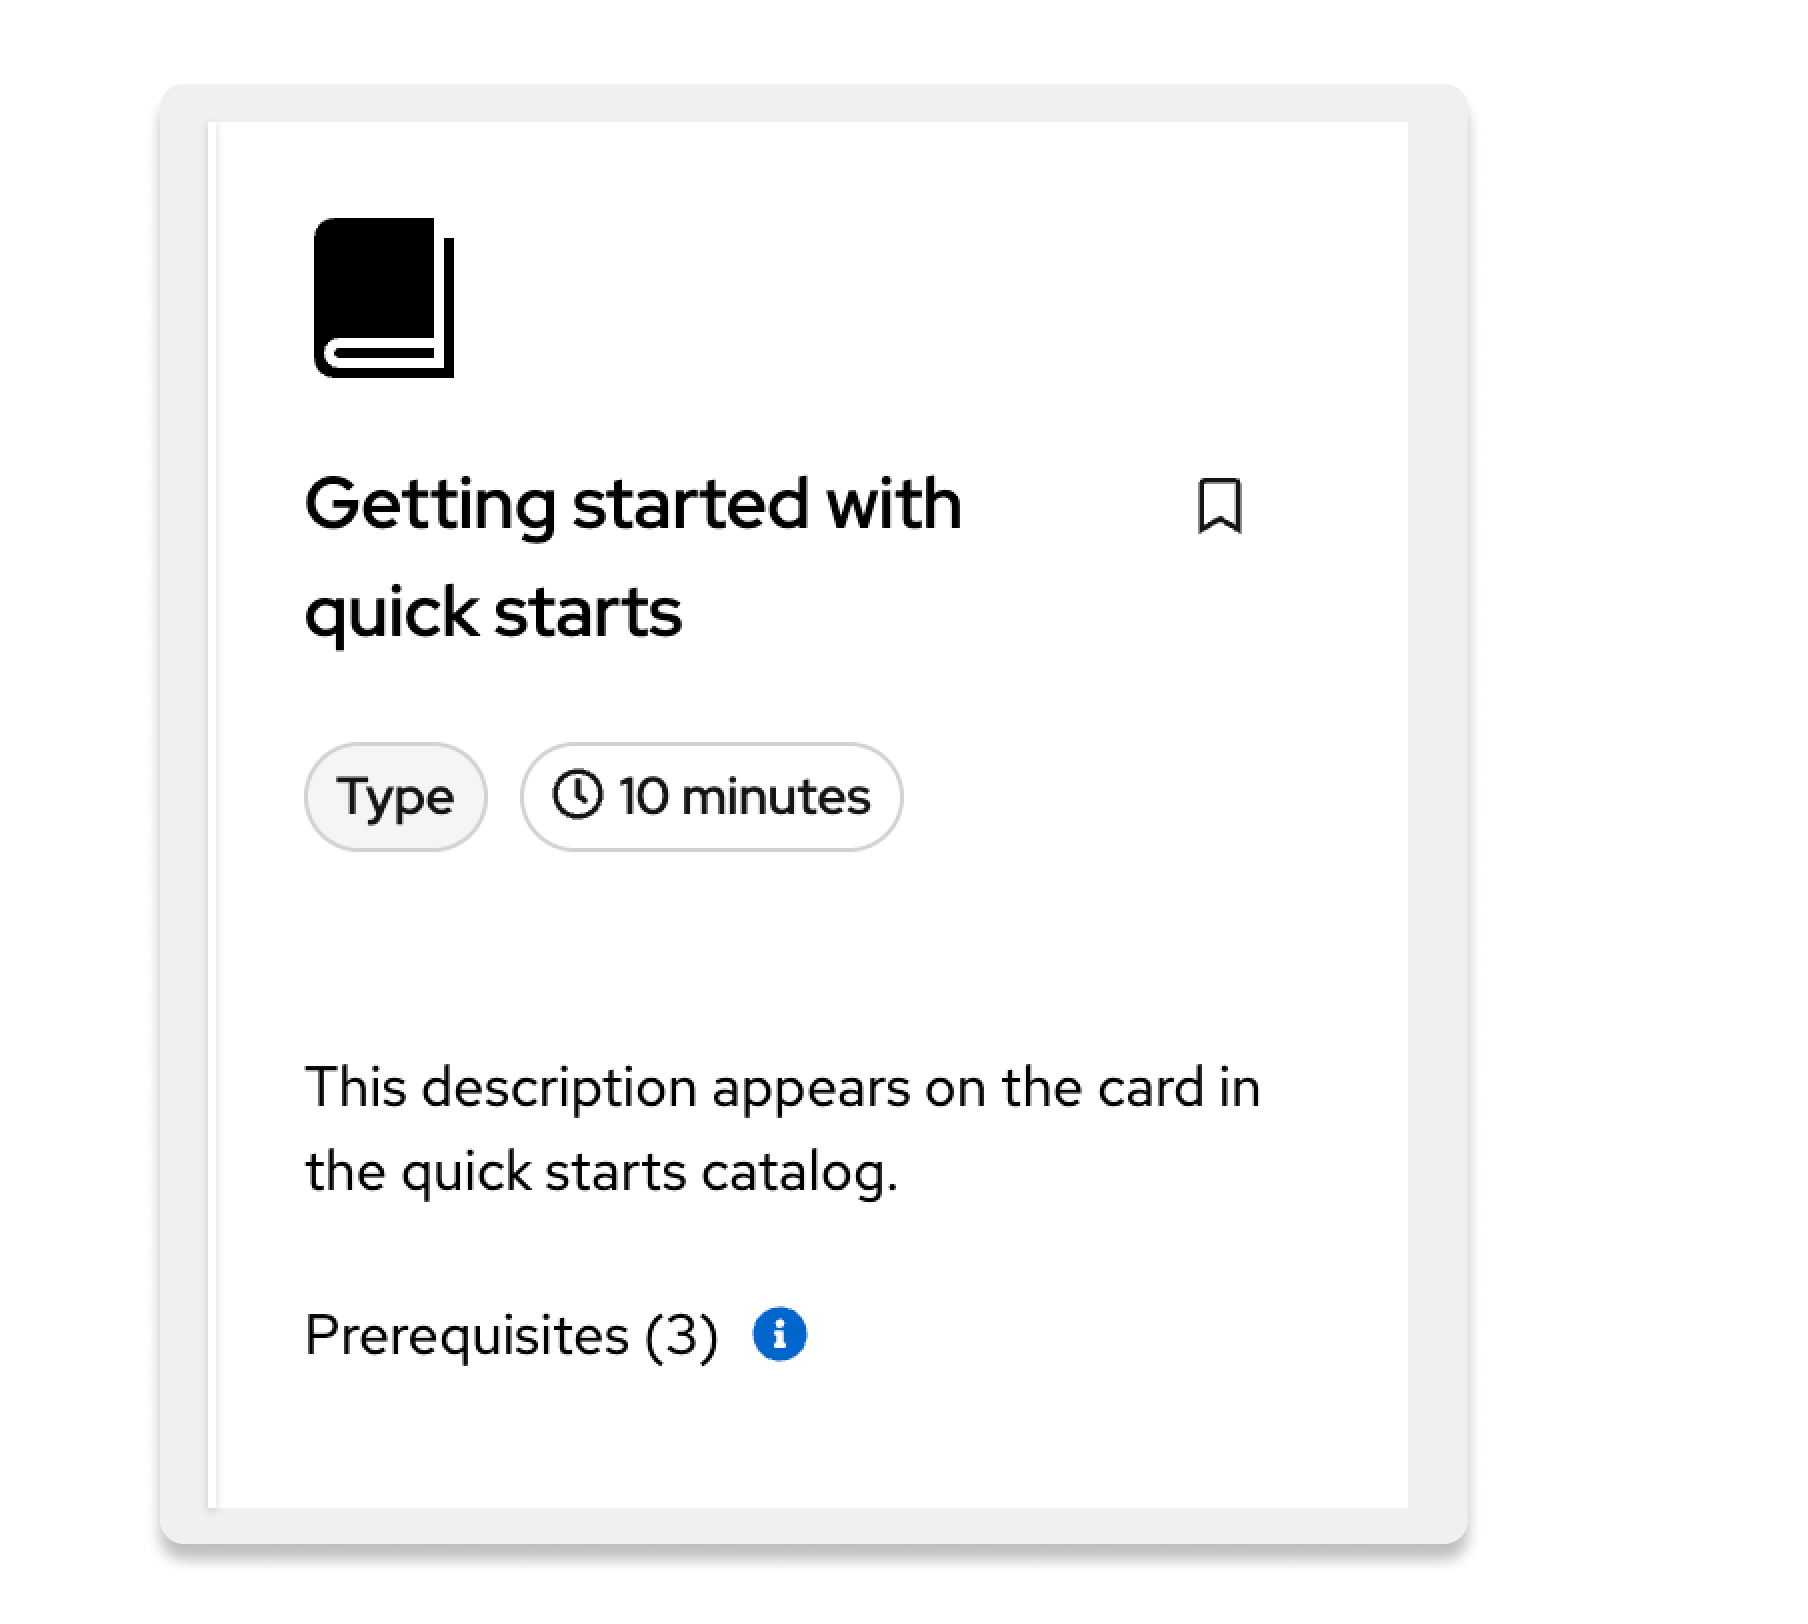 Getting started with
quick starts
Type
10 minutes
This description appears on the card in
the quick starts catalog.
Prerequisites (3)